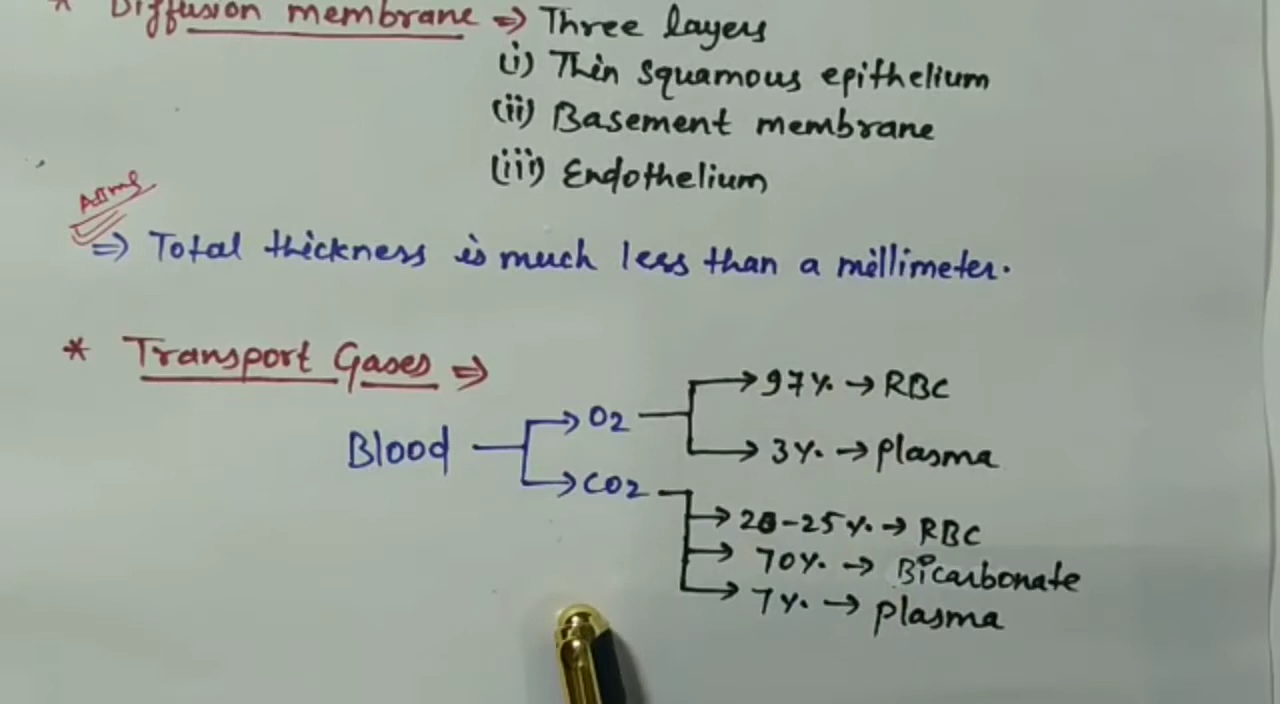 * Diffusion membrane ⇒ Three layers
(i) Thin squamous epithelium
(ii) Basement membrane
(iii) Endothelium
⇒ Total thickness is much less than a millimeter.
* Transport Gases ⇒
Blood → O2 → 97% → RBC
→ 3% → plasma
→ CO2 → 20-25% → RBC
→ 70% → Bicarbonate
→ 7% → plasma